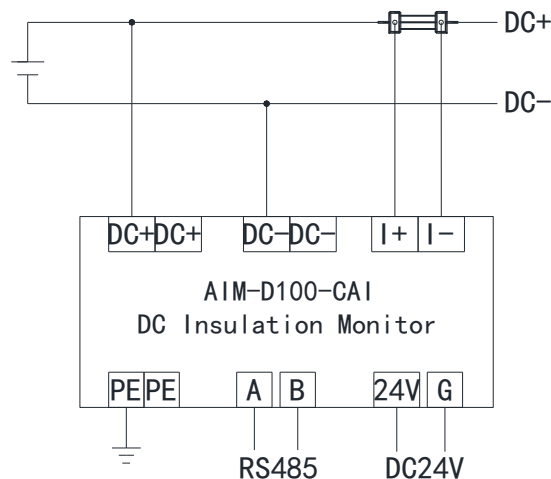 DC+
DC-
DC+ DC+ DC- DC- I+ I-
AIM-D100-CAI
DC Insulation Monitor
PE PE A B 24V G
RS485 DC24V